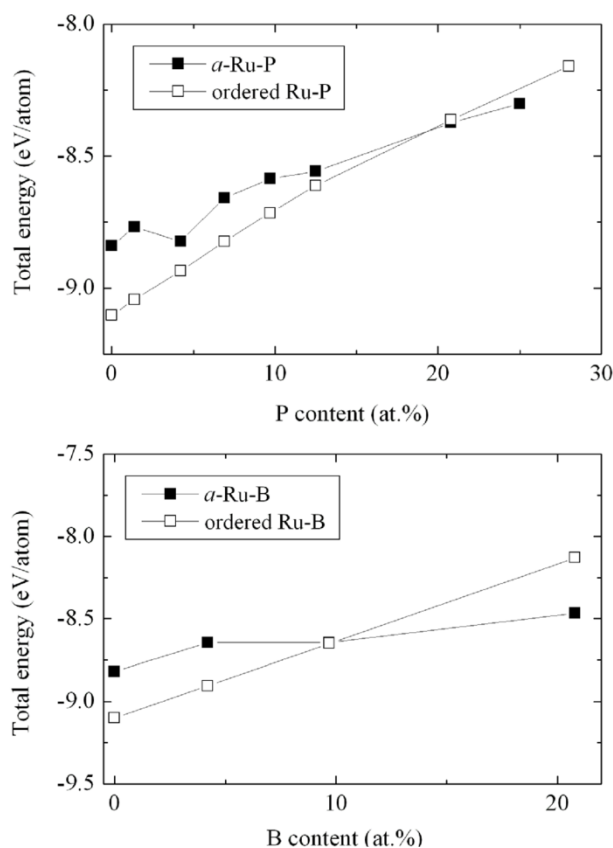 -8.0
a-Ru-P
ordered Ru-P
-8.5
-9.0
Total energy (eV/atom)
0 10 20 30
P content (at.%)
-7.5
a-Ru-B
ordered Ru-B
-8.0
-8.5
-9.0
-9.5
Total energy (eV/atom)
0 10 20
B content (at.%)